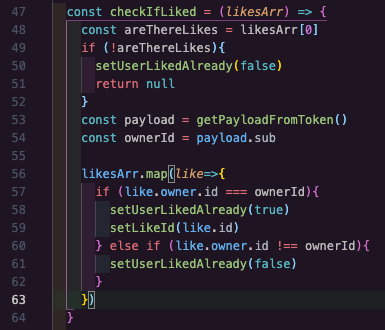 47 const checkIfLiked = (likesArr) => {
48 const areThereLikes = likesArr[0]
49 if (!areThereLikes){
50 setUserLikedAlready(false)
51 return null
52 }
53 const payload = getPayloadFromToken()
54 const ownerId = payload.sub
55
56 likesArr.map(like=>{
57 if (like.owner.id === ownerId){
58 setUserLikedAlready(true)
59 setLikeId(like.id)
60 } else if (like.owner.id !== ownerId){
61 setUserLikedAlready(false)
62 }
63 })
64 }